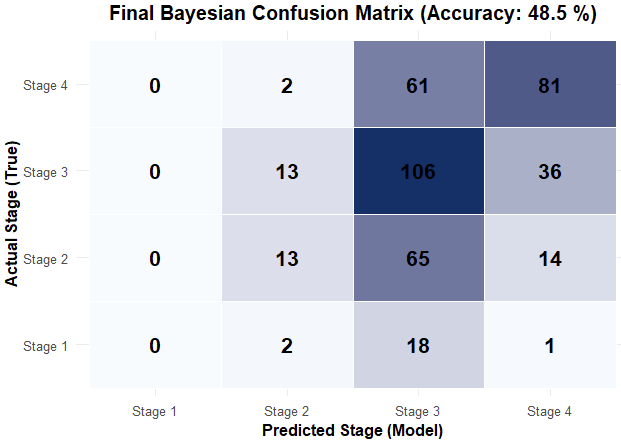 Final Bayesian Confusion Matrix (Accuracy: 48.5 %)
Actual Stage (True)
Stage 4 0 2 61 81
Stage 3 0 13 106 36
Stage 2 0 13 65 14
Stage 1 0 2 18 1
Stage 1 Stage 2 Stage 3 Stage 4
Predicted Stage (Model)